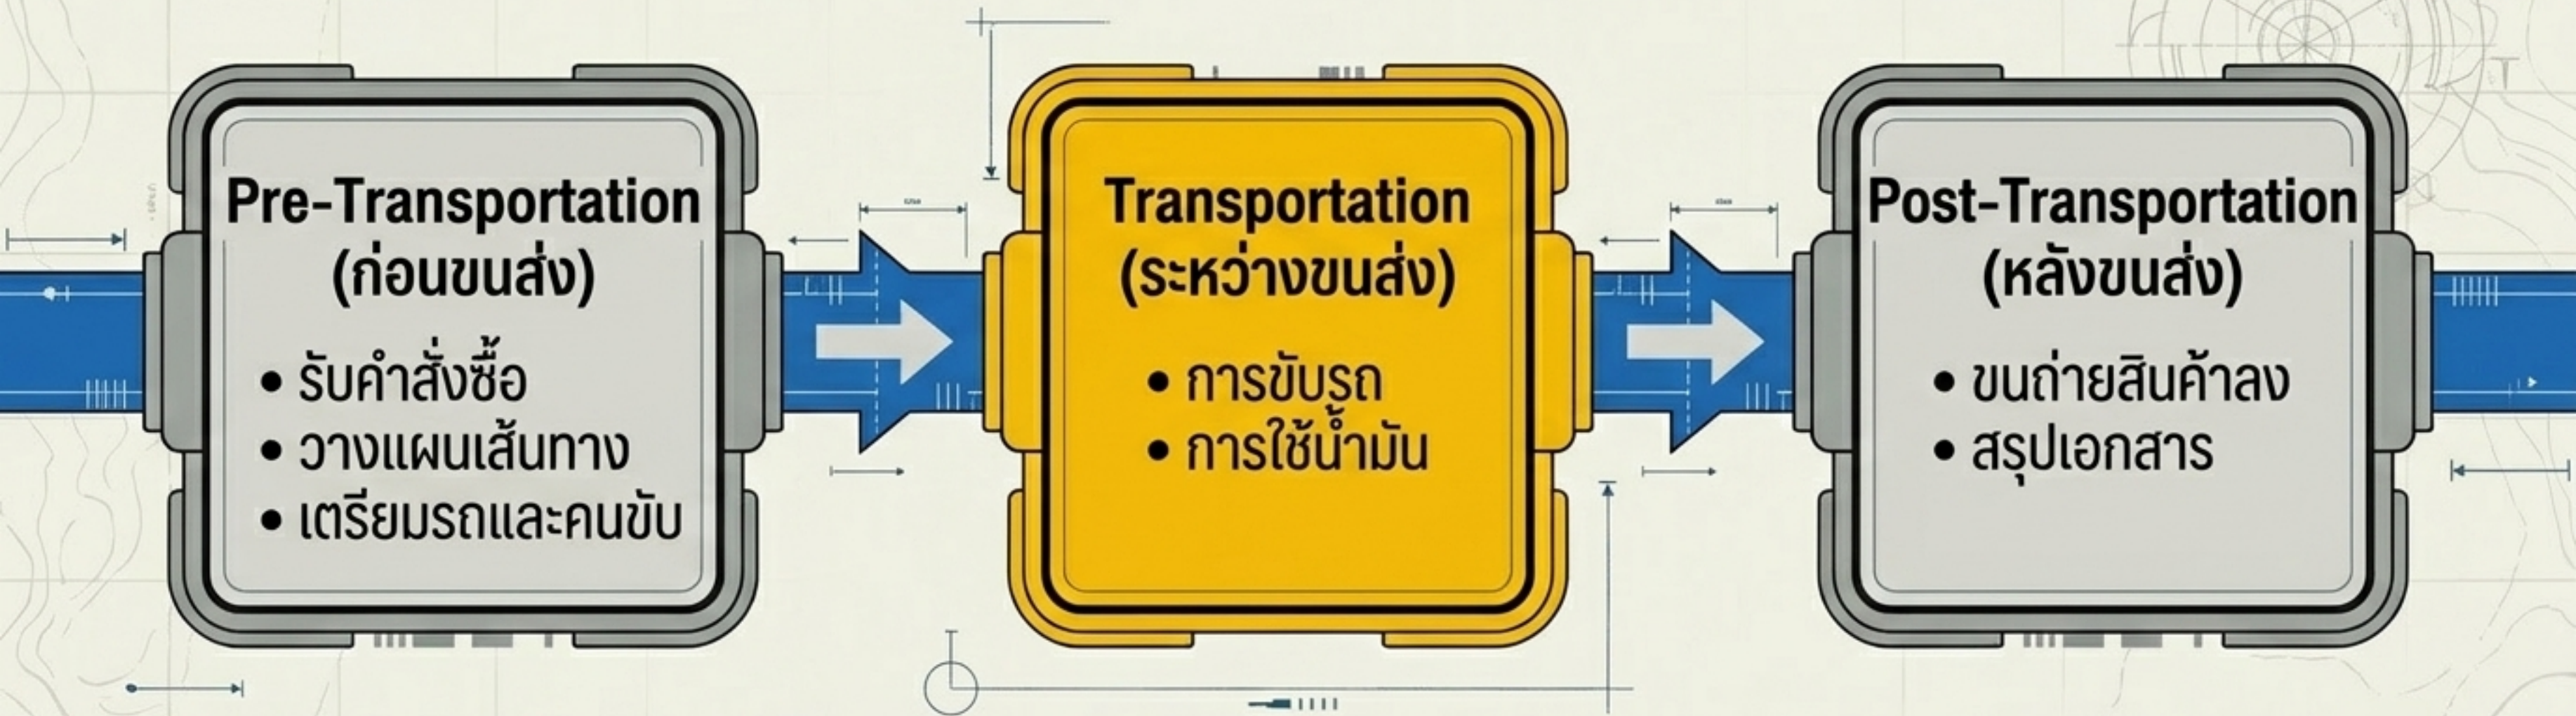 Pre-Transportation
(ก่อนขนส่ง)
• รับคำสั่งซื้อ
• วางแผนเส้นทาง
• เตรียมรถและคนขับ
Transportation
(ระหว่างขนส่ง)
• การขับรถ
• การใช้น้ำมัน
Post-Transportation
(หลังขนส่ง)
• ขนถ่ายสินค้าลง
• สรุปเอกสาร